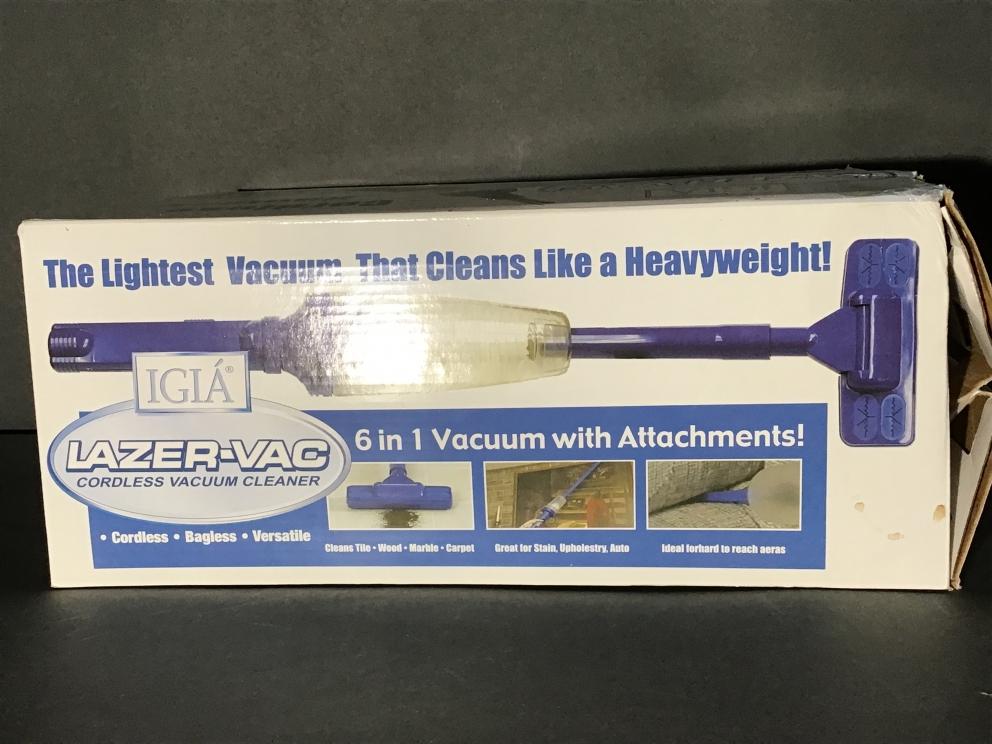 The Lightest Vacuum That Cleans Like a Heavyweight!
IGIÁ®
LAZER-VAC
CORDLESS VACUUM CLEANER
• Cordless • Bagless • Versatile
6 in 1 Vacuum with Attachments!
Cleans Tile • Wood • Marble • Carpet
Great for Stain, Upholestry, Auto
Ideal forhard to reach aeras